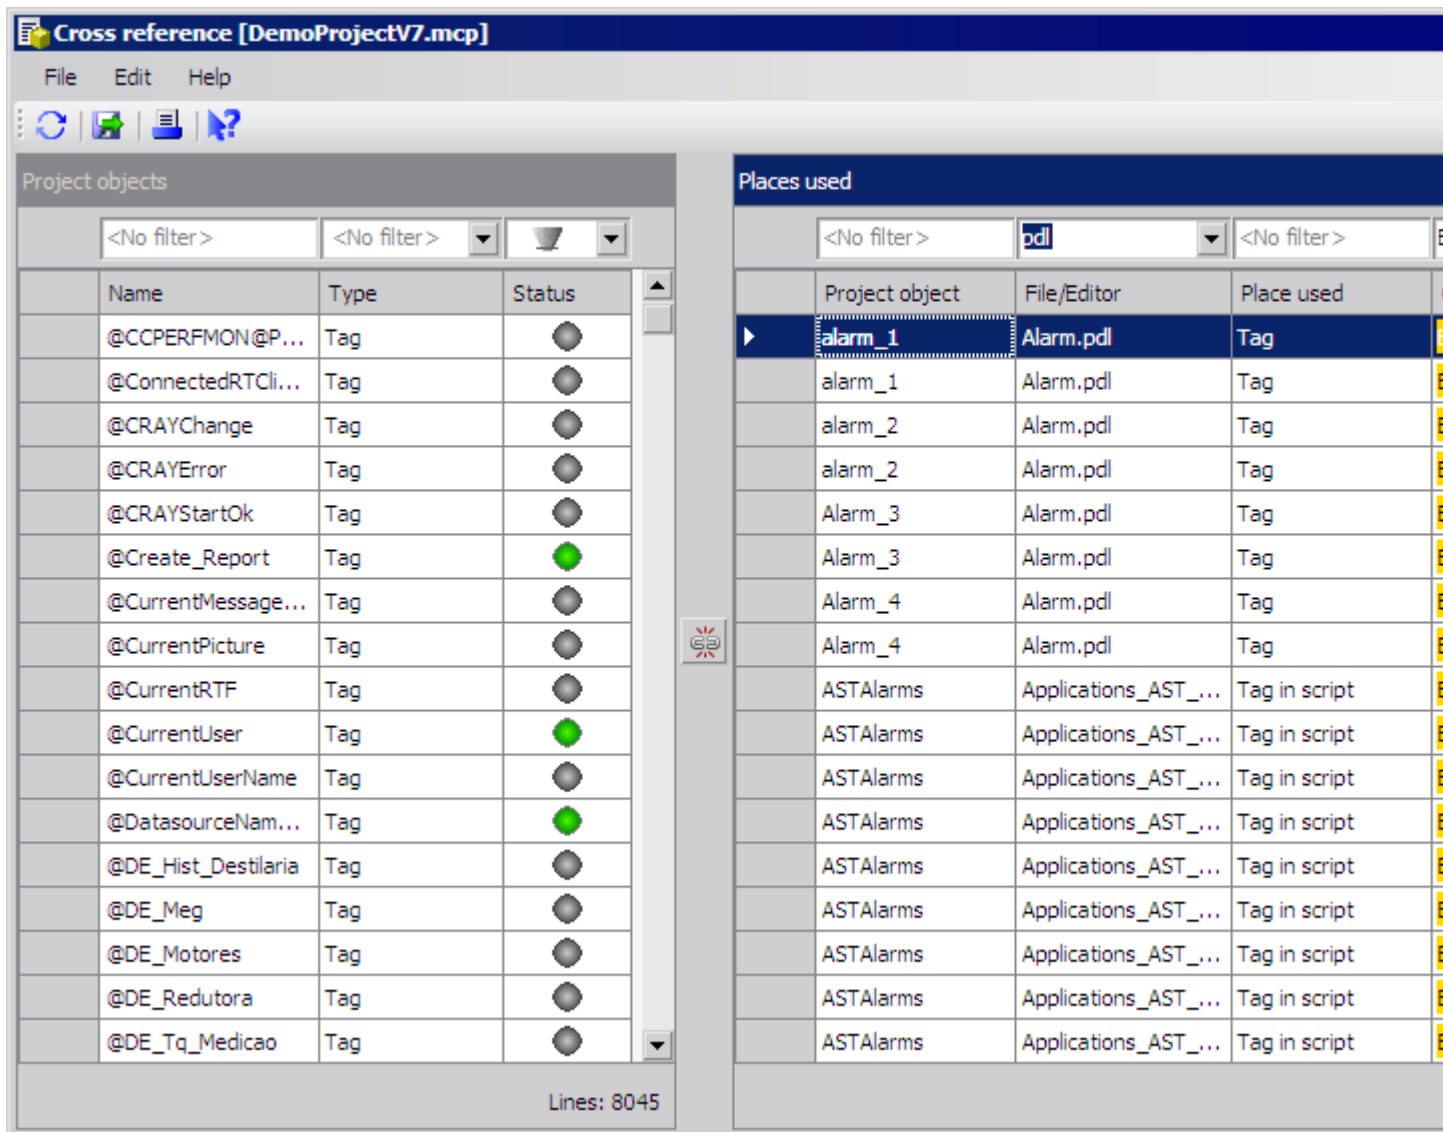 Cross reference [DemoProjectV7.mcp]
File Edit Help
Project objects
Places used
<No filter> <No filter>
<No filter> pdl <No filter>
Name Type Status
Project object File/Editor Place used
@CCPERFMON@P... Tag
alarm_1 Alarm.pdl Tag
@ConnectedRTCli... Tag
alarm_1 Alarm.pdl Tag
@CRAYChange Tag
alarm_2 Alarm.pdl Tag
@CRAYError Tag
alarm_2 Alarm.pdl Tag
@CRAYStartOk Tag
Alarm_3 Alarm.pdl Tag
@Create_Report Tag
Alarm_3 Alarm.pdl Tag
@CurrentMessage... Tag
Alarm_4 Alarm.pdl Tag
@CurrentPicture Tag
Alarm_4 Alarm.pdl Tag
@CurrentRTF Tag
ASTAlarms Applications_AST_... Tag in script
@CurrentUser Tag
ASTAlarms Applications_AST_... Tag in script
@CurrentUserName Tag
ASTAlarms Applications_AST_... Tag in script
@DatasourceNam... Tag
ASTAlarms Applications_AST_... Tag in script
@DE_Hist_Destilaria Tag
ASTAlarms Applications_AST_... Tag in script
@DE_Meg Tag
ASTAlarms Applications_AST_... Tag in script
@DE_Motores Tag
ASTAlarms Applications_AST_... Tag in script
@DE_Redutora Tag
ASTAlarms Applications_AST_... Tag in script
@DE_Tq_Medicao Tag
ASTAlarms Applications_AST_... Tag in script
Lines: 8045